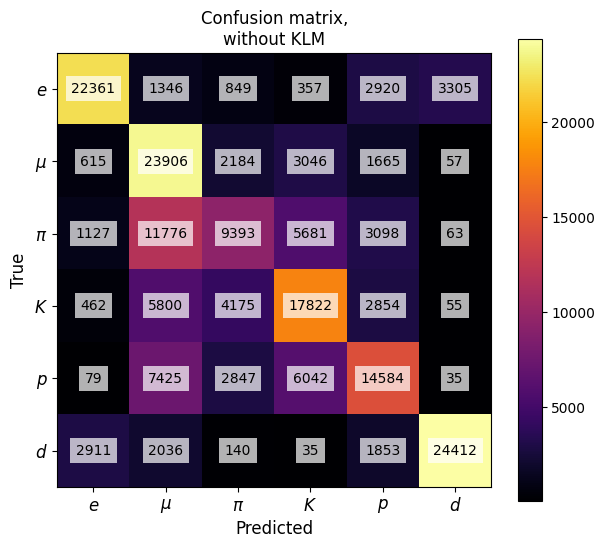 Confusion matrix,
without KLM
e 22361 1346 849 357 2920 3305
μ 615 23906 2184 3046 1665 57
π 1127 11776 9393 5681 3098 63
K 462 5800 4175 17822 2854 55
p 79 7425 2847 6042 14584 35
d 2911 2036 140 35 1853 24412
e μ π K p d
Predicted
True
20000
15000
10000
5000